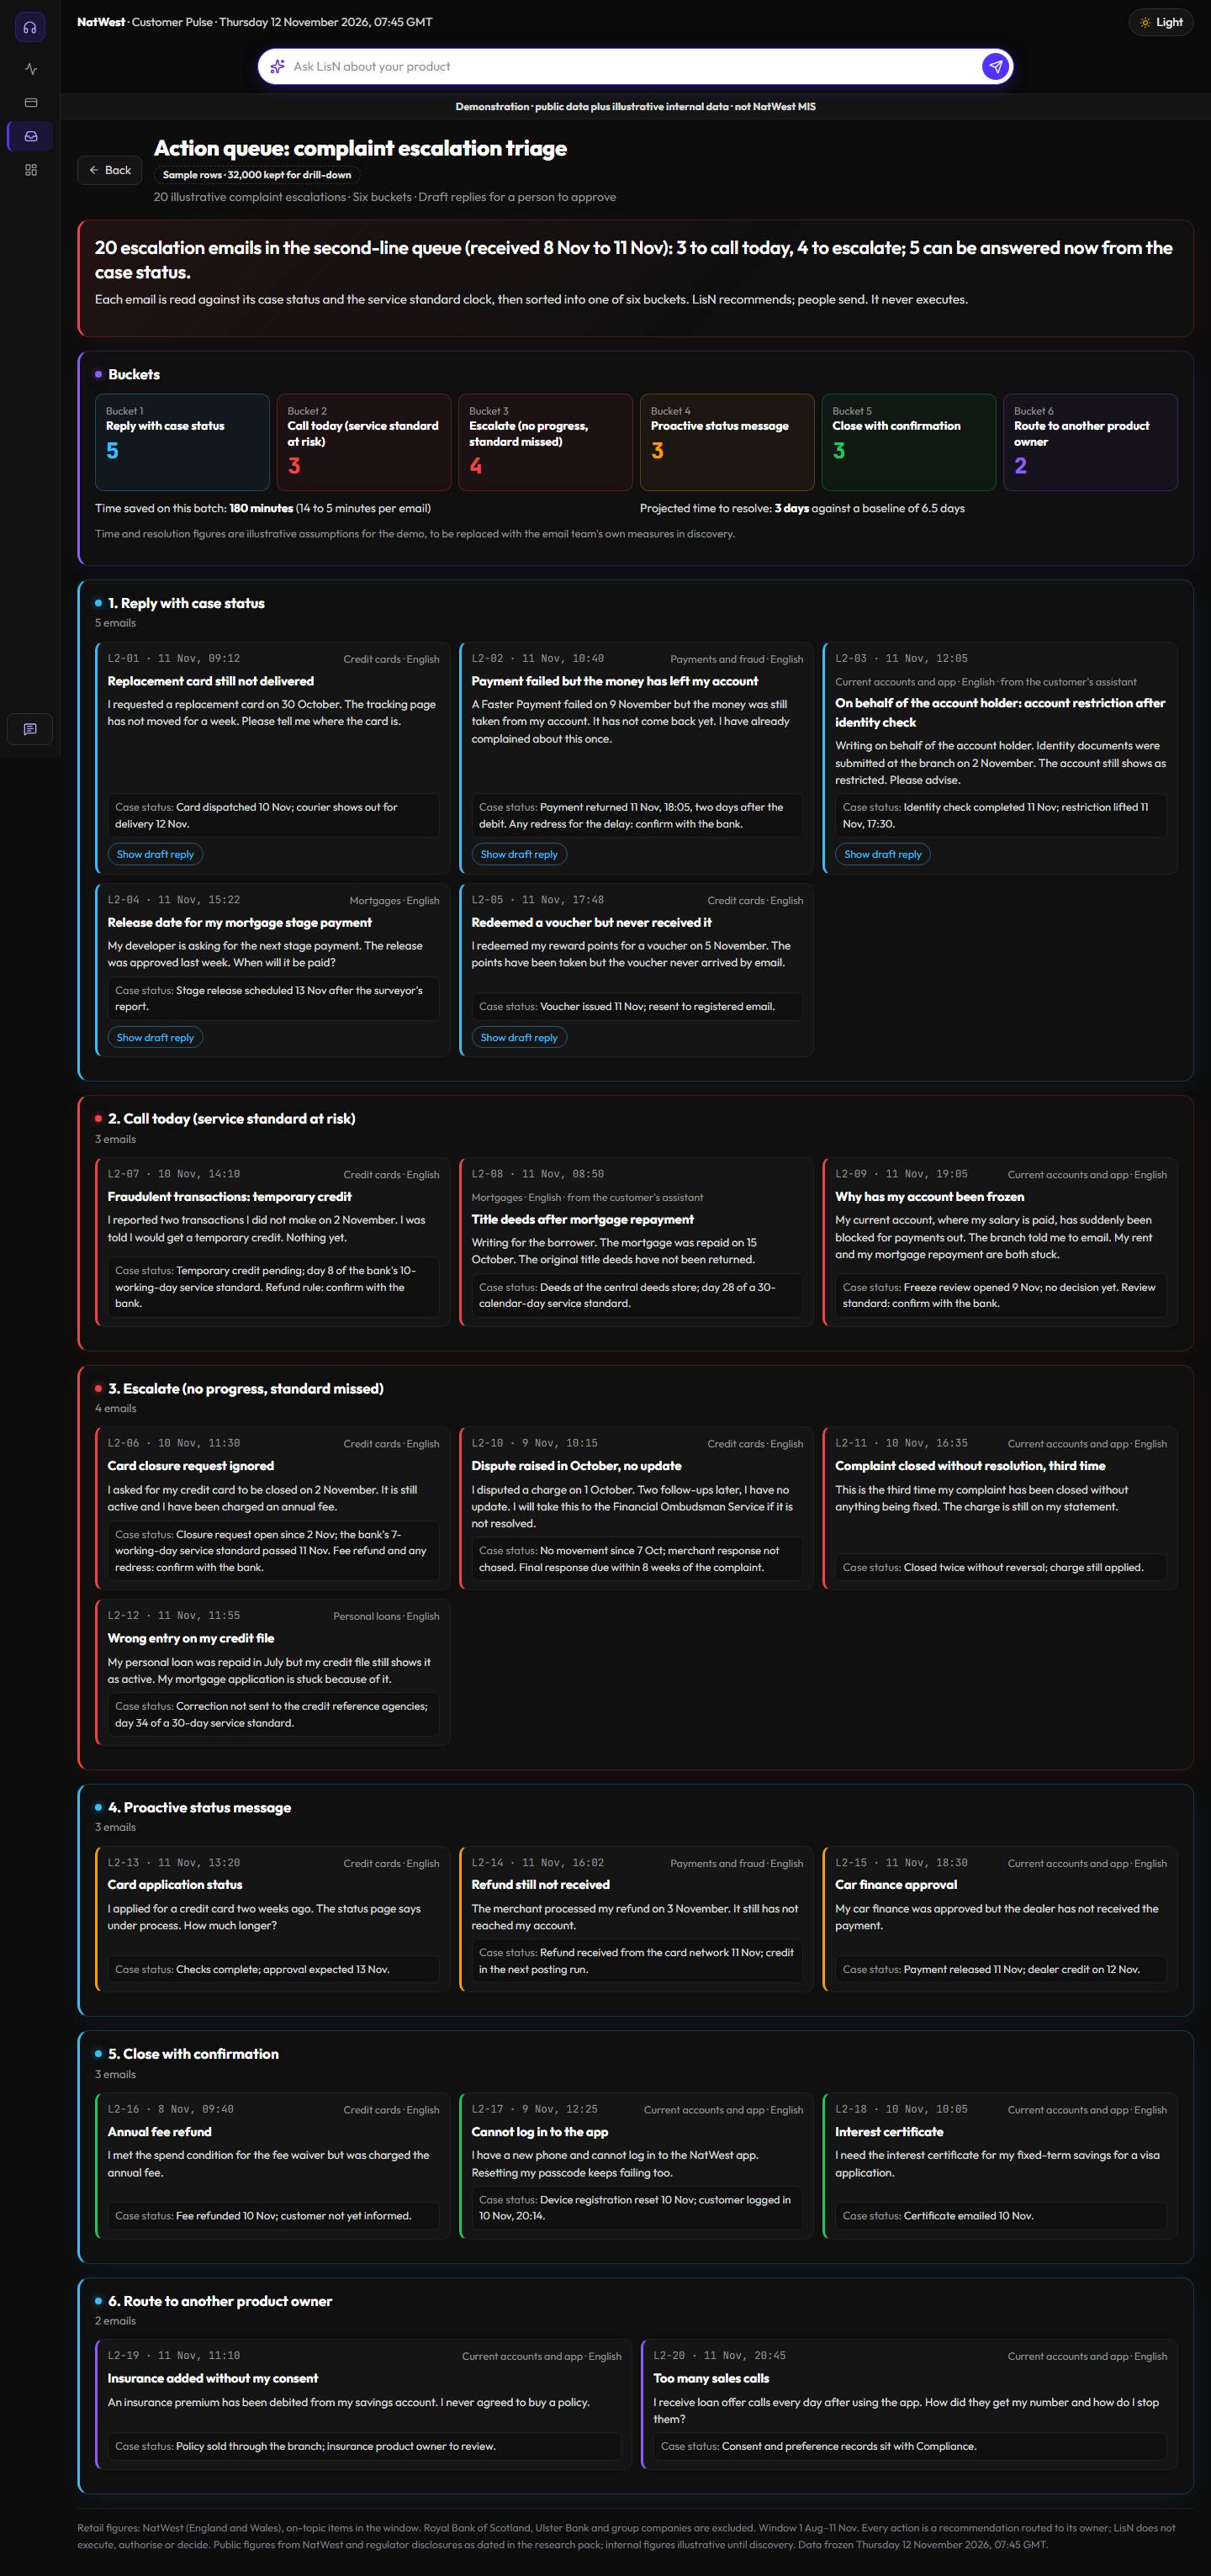 NatWest · Customer Pulse · Thursday 12 November 2026, 07:45 GMT
Light
Ask LisN about your product
Demonstration · public data plus illustrative internal data · not NatWest MIS
Back
Action queue: complaint escalation triage
Sample rows · 32,000 kept for drill-down
20 illustrative complaint escalations · Six buckets · Draft replies for a person to approve
20 escalation emails in the second-line queue (received 8 Nov to 11 Nov): 3 to call today, 4 to escalate; 5 can be answered now from the
case status.
Each email is read against its case status and the service standard clock, then sorted into one of six buckets. LisN recommends; people send. It never executes.
Buckets
Bucket 1
Reply with case status
5
Bucket 2
Call today (service standard
at risk)
3
Bucket 3
Escalate (no progress,
standard missed)
4
Bucket 4
Proactive status message
3
Bucket 5
Close with confirmation
3
Bucket 6
Route to another product
owner
2
Time saved on this batch: 180 minutes (14 to 5 minutes per email)
Projected time to resolve: 3 days against a baseline of 6.5 days
Time and resolution figures are illustrative assumptions for the demo, to be replaced with the email team's own measures in discovery.
1. Reply with case status
5 emails
L2-01 · 11 Nov, 09:12
Credit cards · English
Replacement card still not delivered
I requested a replacement card on 30 October. The tracking page
has not moved for a week. Please tell me where the card is.
Case status: Card dispatched 10 Nov; courier shows out for
delivery 12 Nov.
Show draft reply
L2-02 · 11 Nov, 10:40
Payments and fraud · English
Payment failed but the money has left my account
A Faster Payment failed on 9 November but the money was still
taken from my account. It has not come back yet. I have already
complained about this once.
Case status: Payment returned 11 Nov, 18:05, two days after the
debit. Any redress for the delay: confirm with the bank.
Show draft reply
L2-03 · 11 Nov, 12:05
Current accounts and app · English · from the customer's assistant
On behalf of the account holder: account restriction after
identity check
Writing on behalf of the account holder. Identity documents were
submitted at the branch on 2 November. The account still shows as
restricted. Please advise.
Case status: Identity check completed 11 Nov; restriction lifted 11
Nov, 17:30.
Show draft reply
L2-04 · 11 Nov, 15:22
Mortgages · English
Release date for my mortgage stage payment
My developer is asking for the next stage payment. The release
was approved last week. When will it be paid?
Case status: Stage release scheduled 13 Nov after the surveyor's
report.
Show draft reply
L2-05 · 11 Nov, 17:48
Credit cards · English
Redeemed a voucher but never received it
I redeemed my reward points for a voucher on 5 November. The
points have been taken but the voucher never arrived by email.
Case status: Voucher issued 11 Nov; resent to registered email.
Show draft reply
2. Call today (service standard at risk)
3 emails
L2-07 · 10 Nov, 14:10
Credit cards · English
Fraudulent transactions: temporary credit
I reported two transactions I did not make on 2 November. I was
told I would get a temporary credit. Nothing yet.
Case status: Temporary credit pending; day 8 of the bank's 10-
working-day service standard. Refund rule: confirm with the
bank.
L2-08 · 11 Nov, 08:50
Mortgages · English · from the customer's assistant
Title deeds after mortgage repayment
Writing for the borrower. The mortgage was repaid on 15
October. The original title deeds have not been returned.
Case status: Deeds at the central deeds store; day 28 of a 30-
calendar-day service standard.
L2-09 · 11 Nov, 19:05
Current accounts and app · English
Why has my account been frozen
My current account, where my salary is paid, has suddenly been
blocked for payments out. The branch told me to email. My rent
and my mortgage repayment are both stuck.
Case status: Freeze review opened 9 Nov; no decision yet. Review
standard: confirm with the bank.
3. Escalate (no progress, standard missed)
4 emails
L2-06 · 10 Nov, 11:30
Credit cards · English
Card closure request ignored
I asked for my credit card to be closed on 2 November. It is still
active and I have been charged an annual fee.
Case status: Closure request open since 2 Nov; the bank's 7-
working-day service standard passed 11 Nov. Fee refund and any
redress: confirm with the bank.
L2-10 · 9 Nov, 10:15
Credit cards · English
Dispute raised in October, no update
I disputed a charge on 1 October. Two follow-ups later, I have no
update. I will take this to the Financial Ombudsman Service if it is
not resolved.
Case status: No movement since 7 Oct; merchant response not
chased. Final response due within 8 weeks of the complaint.
L2-11 · 10 Nov, 16:35
Current accounts and app · English
Complaint closed without resolution, third time
This is the third time my complaint has been closed without
anything being fixed. The charge is still on my statement.
Case status: Closed twice without reversal; charge still applied.
L2-12 · 11 Nov, 11:55
Personal loans · English
Wrong entry on my credit file
My personal loan was repaid in July but my credit file still shows it
as active. My mortgage application is stuck because of it.
Case status: Correction not sent to the credit reference agencies;
day 34 of a 30-day service standard.
4. Proactive status message
3 emails
L2-13 · 11 Nov, 13:20
Credit cards · English
Card application status
I applied for a credit card two weeks ago. The status page says
under process. How much longer?
Case status: Checks complete; approval expected 13 Nov.
L2-14 · 11 Nov, 16:02
Payments and fraud · English
Refund still not received
The merchant processed my refund on 3 November. It still has not
reached my account.
Case status: Refund received from the card network 11 Nov; credit
in the next posting run.
L2-15 · 11 Nov, 18:30
Current accounts and app · English
Car finance approval
My car finance was approved but the dealer has not received the
payment.
Case status: Payment released 11 Nov; dealer credit on 12 Nov.
5. Close with confirmation
3 emails
L2-16 · 8 Nov, 09:40
Credit cards · English
Annual fee refund
I met the spend condition for the fee waiver but was charged the
annual fee.
Case status: Fee refunded 10 Nov; customer not yet informed.
L2-17 · 9 Nov, 12:25
Current accounts and app · English
Cannot log in to the app
I have a new phone and cannot log in to the NatWest app.
Resetting my passcode keeps failing too.
Case status: Device registration reset 10 Nov; customer logged in
10 Nov, 20:14.
L2-18 · 10 Nov, 10:05
Current accounts and app · English
Interest certificate
I need the interest certificate for my fixed-term savings for a visa
application.
Case status: Certificate emailed 10 Nov.
6. Route to another product owner
2 emails
L2-19 · 11 Nov, 11:10
Current accounts and app · English
Insurance added without my consent
An insurance premium has been debited from my savings account. I never agreed to buy a policy.
Case status: Policy sold through the branch; insurance product owner to review.
L2-20 · 11 Nov, 20:45
Current accounts and app · English
Too many sales calls
I receive loan offer calls every day after using the app. How did they get my number and how do I stop
them?
Case status: Consent and preference records sit with Compliance.
Retail figures: NatWest (England and Wales), on-topic items in the window. Royal Bank of Scotland, Ulster Bank and group companies are excluded. Window 1 Aug–11 Nov. Every action is a recommendation routed to its owner; LisN does not
execute, authorise or decide. Public figures from NatWest and regulator disclosures as dated in the research pack; internal figures illustrative until discovery. Data frozen Thursday 12 November 2026, 07:45 GMT.